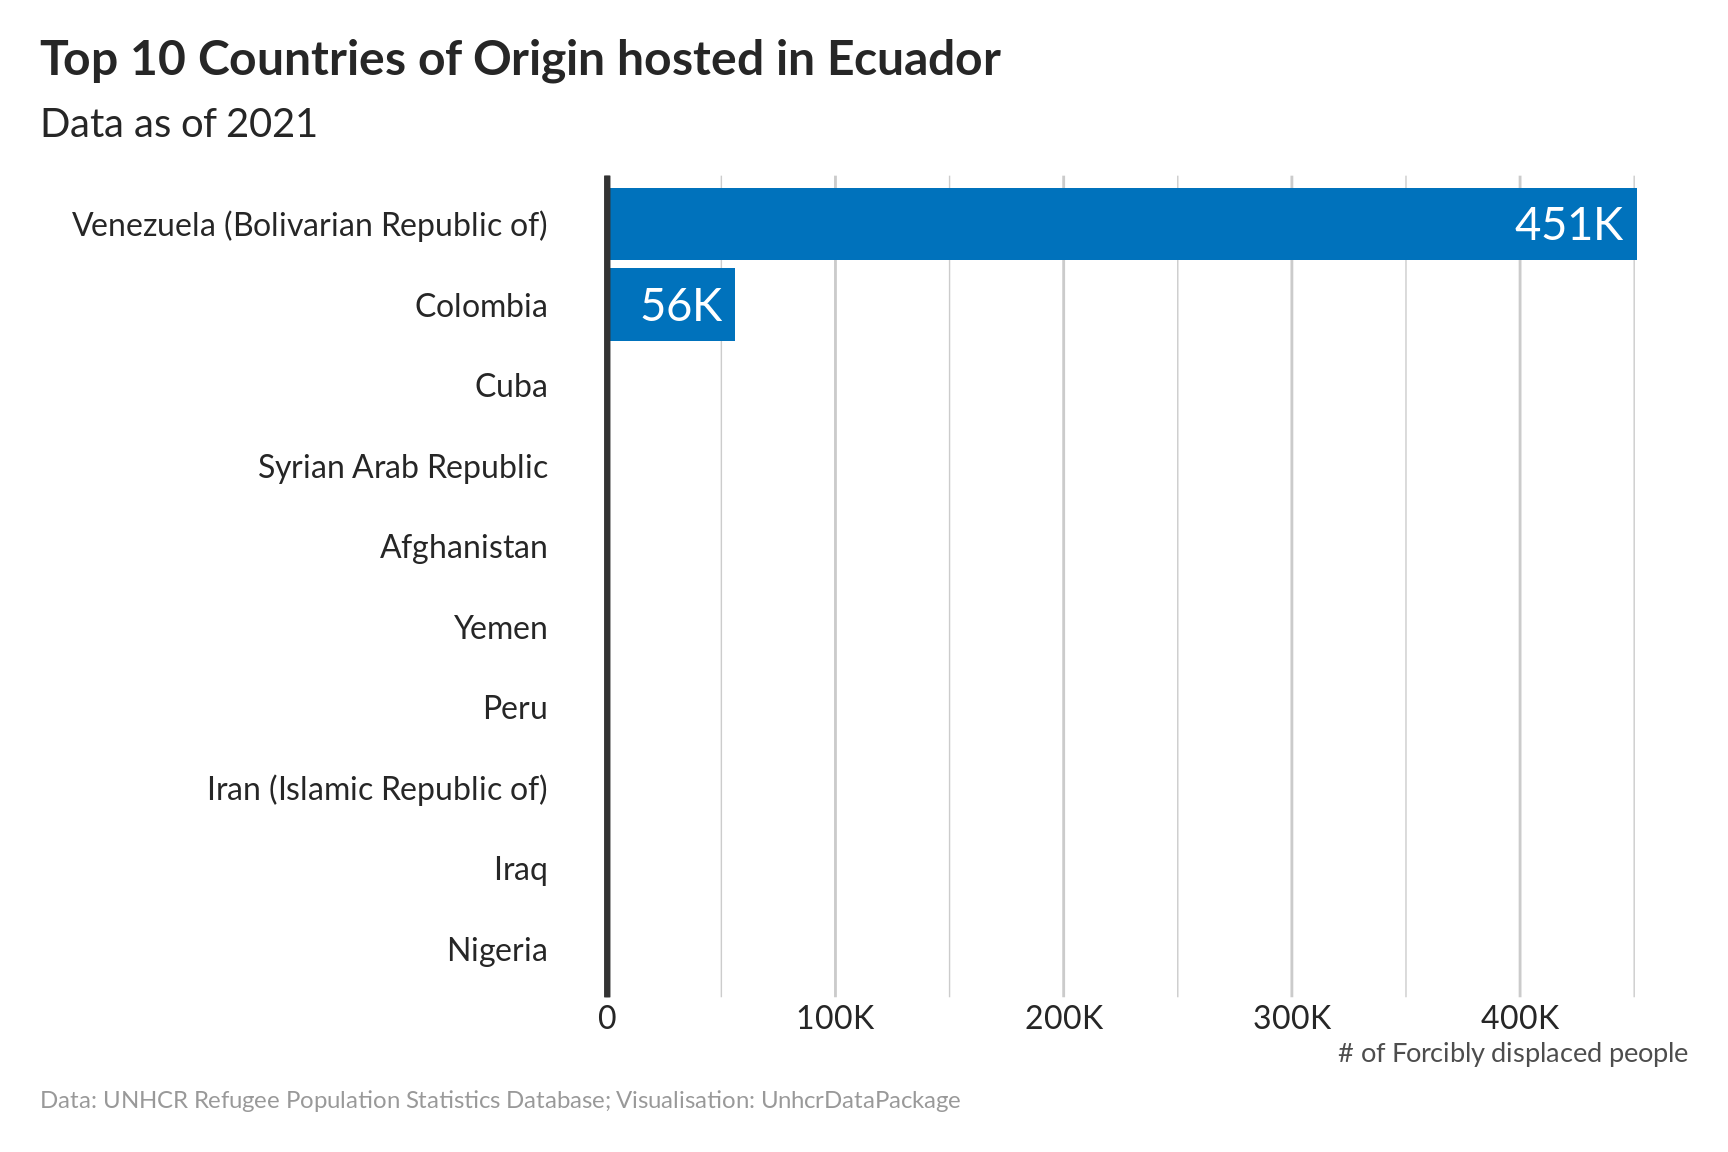 Top 10 Countries of Origin hosted in Ecuador
Data as of 2021
Venezuela (Bolivarian Republic of)
451K
Colombia
56K
Cuba
Syrian Arab Republic
Afghanistan
Yemen
Peru
Iran (Islamic Republic of)
Iraq
Nigeria
0 100K 200K 300K 400K
# of Forcibly displaced people
Data: UNHCR Refugee Population Statistics Database; Visualisation: UnhcrDataPackage